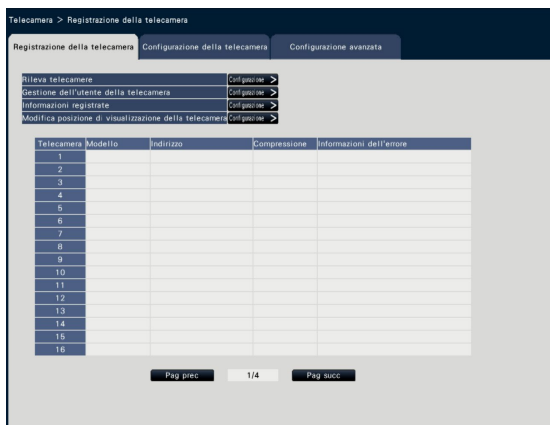 Telecamera > Registrazione della telecamera
Registrazione della telecamera Configurazione della telecamera Configurazione avanzata
Rileva telecamere Configurazione >
Gestione dell'utente della telecamera Configurazione >
Informazioni registrate Configurazione >
Modifica posizione di visualizzazione della telecamera Configurazione >
Telecamera Modello Indirizzo Compressione Informazioni dell'errore
1
2
3
4
5
6
7
8
9
10
11
12
13
14
15
16
Pag prec 1/4 Pag succ